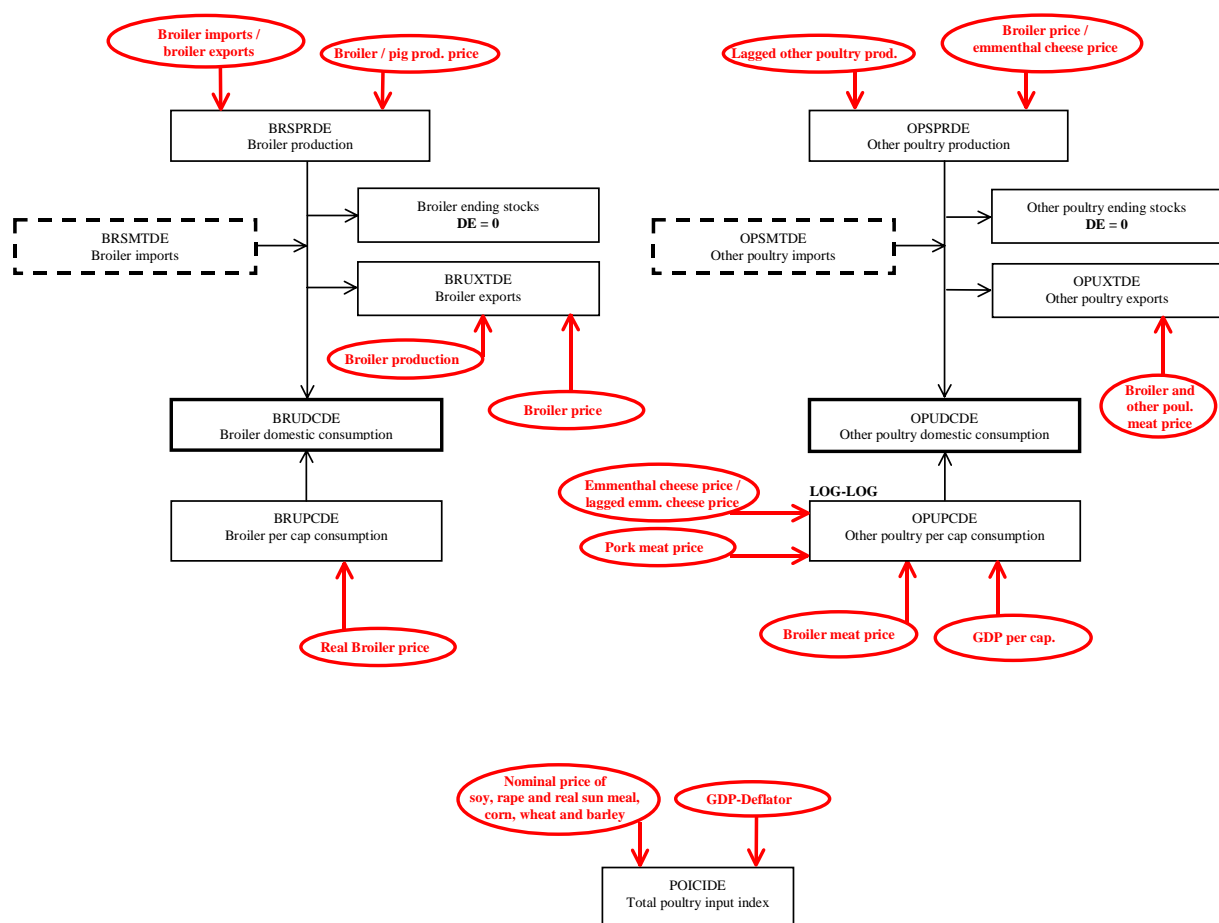 Broiler imports /
broiler exports
Broiler / pig prod. price
BRSPRDE
Broiler production
Broiler ending stocks
DE = 0
BRSMTDE
Broiler imports
BRUXTDE
Broiler exports
Broiler production
Broiler price
BRUDCDE
Broiler domestic consumption
BRUPCDE
Broiler per cap consumption
Real Broiler price
Lagged other poultry prod.
Broiler price /
emmenthal cheese price
OPSPRDE
Other poultry production
Other poultry ending stocks
DE = 0
OPSMTDE
Other poultry imports
OPUXTDE
Other poultry exports
Broiler and
other poul.
meat price
OPUDCDE
Other poultry domestic consumption
Emmenthal cheese price /
lagged emm. cheese price
LOG-LOG
OPUPCDE
Other poultry per cap consumption
Pork meat price
Broiler meat price
GDP per cap.
Nominal price of
soy, rape and real sun meal,
corn, wheat and barley
GDP-Deflator
POICIDE
Total poultry input index